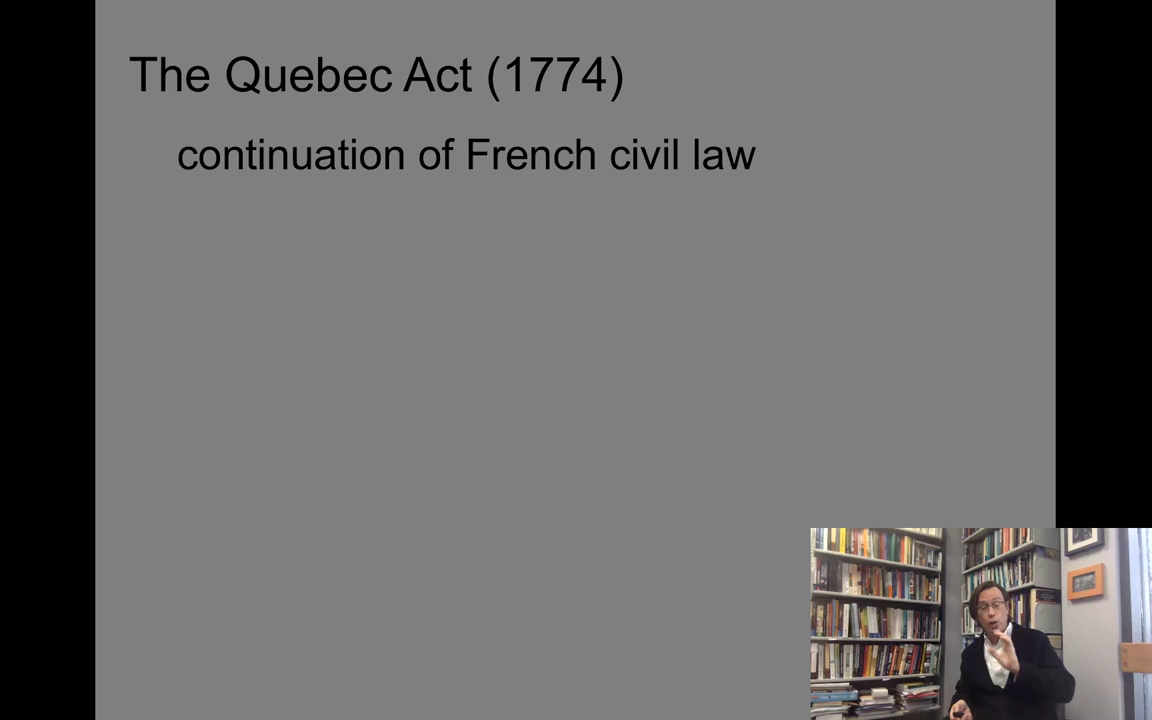 The Quebec Act (1774)
continuation of French civil law